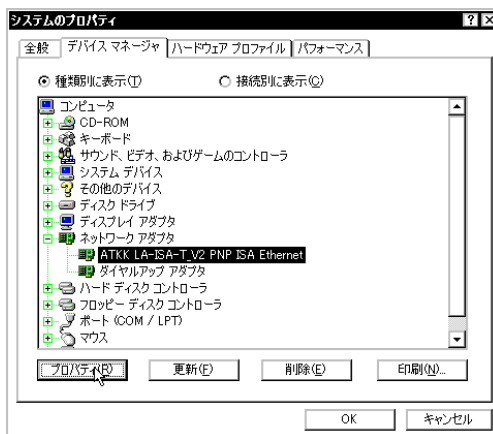 システムのプロパティ
全般 デバイス マネージャ ハードウェア プロファイル パフォーマンス
種類別に表示(T) 接続別に表示(C)
コンピュータ
CD-ROM
キーボード
サウンド、ビデオ、およびゲームのコントローラ
システム デバイス
その他のデバイス
ディスク ドライブ
ディスプレイ アダプタ
ネットワーク アダプタ
ATKK LA-ISA-T_V2 PNP ISA Ethernet
ダイヤルアップ アダプタ
ハード ディスク コントローラ
フロッピー ディスク コントローラ
ポート (COM / LPT)
マウス
プロパティ(R) 更新(F) 削除(E) 印刷(N)...
OK キャンセル